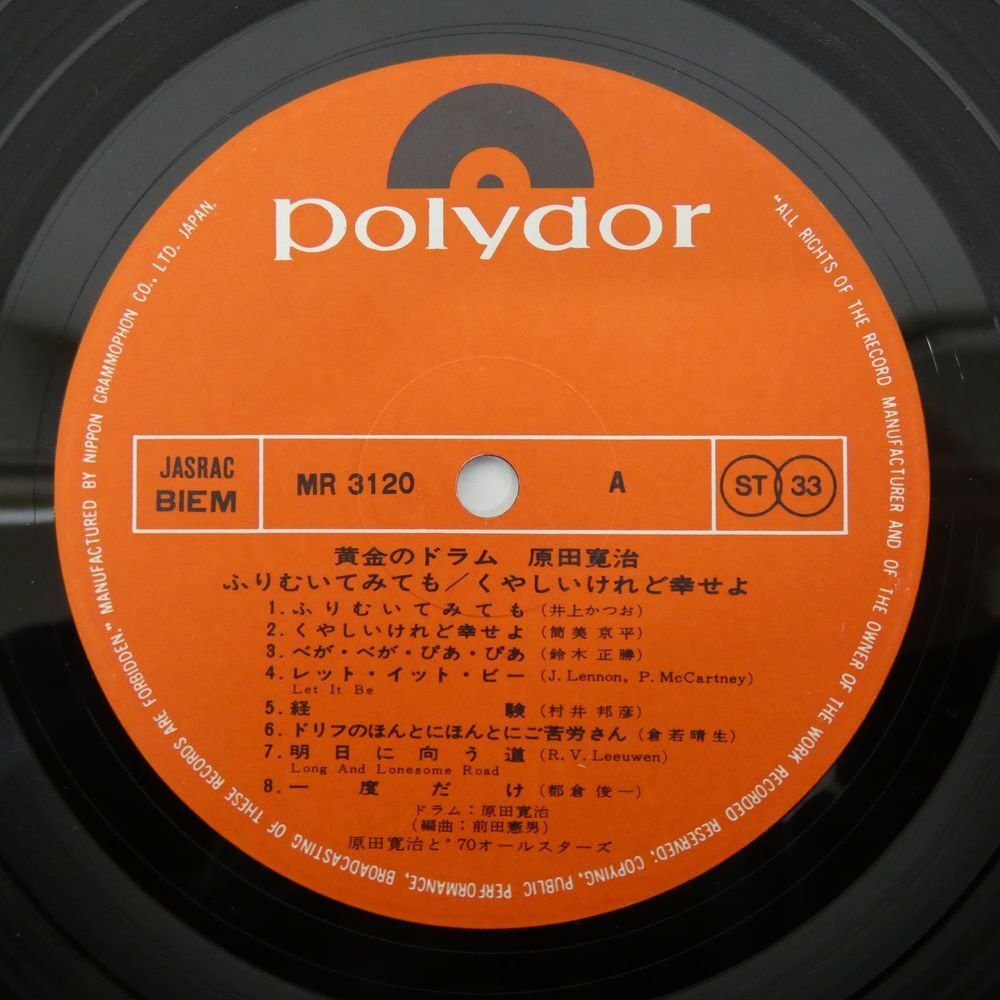 polydor
"ALL RIGHTS OF THE RECORD MANUFACTURER AND OF THE OWNER OF THE WORK RECORDED RESERVED; COPYING, PUBLIC PERFORMANCE, BROADCASTING OF THESE RECORDS ARE FORBIDDEN." MANUFACTURED BY NIPPON GRAMMOPHON CO., LTD. JAPAN.
JASRAC
BIEM
MR 3120 A ST 33
黄金のドラム 原田寛治
ふりむいてみても/くやしいけれど幸せよ
1. ふりむいてみても (井上かつお)
2. くやしいけれど幸せよ (筒美京平)
3. べが・べが・ぴあ・ぴあ (鈴木正勝)
4. レット・イット・ビー (J. Lennon, P. McCartney)
Let It Be
5. 経験 (村井邦彦)
6. ドリフのほんとにほんとにご苦労さん (倉若晴生)
7. 明日に向う道 (R. V. Leeuwen)
Long And Lonesome Road
8. 一度だけ (都倉俊一)
ドラム:原田寛治
(編曲:前田憲男)
原田寛治と'70オールスターズ